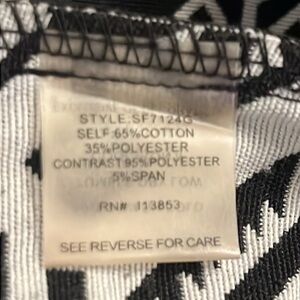 STYLE:SF7124G
SELF:65%COTTON
35%POLYESTER
CONTRAST:95%POLYESTER
5%SPAN
RN# 113853
SEE REVERSE FOR CARE